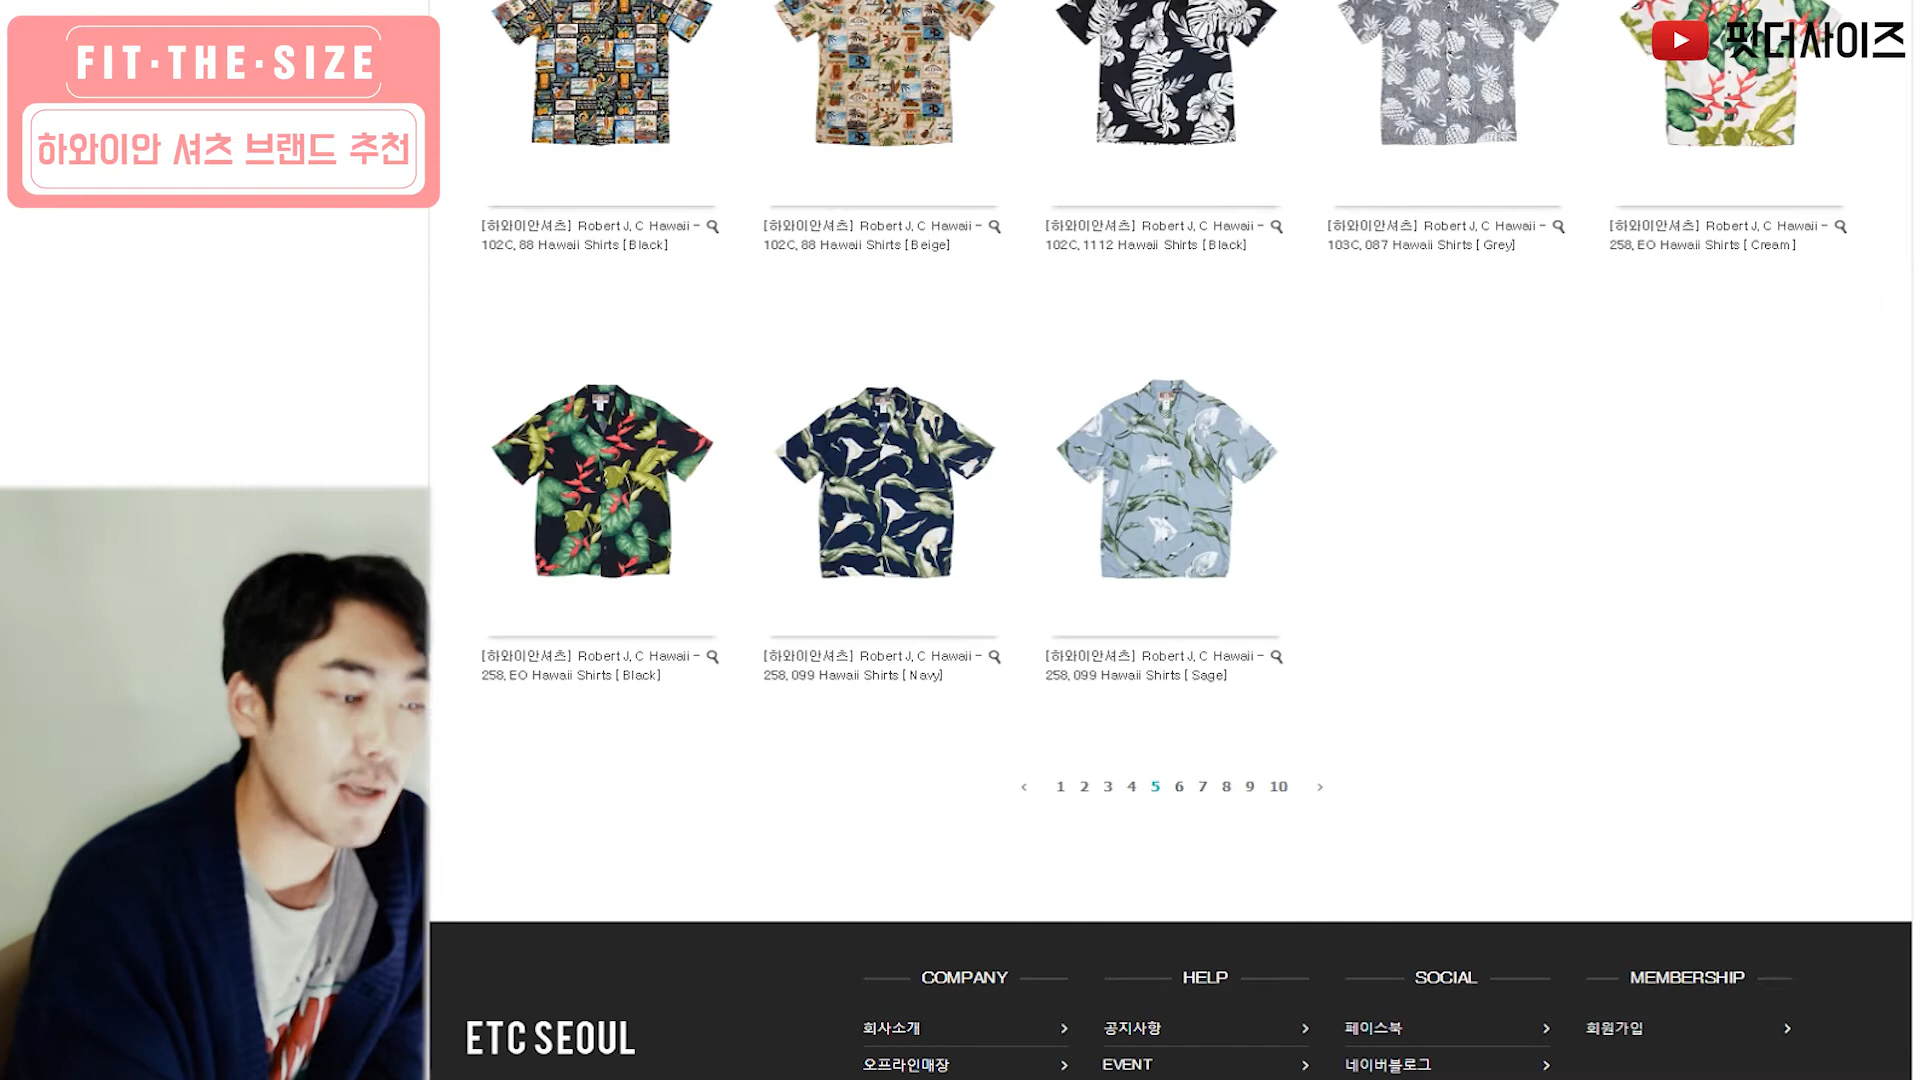 FIT·THE·SIZE
하와이안 셔츠 브랜드 추천
핏더사이즈
[하와이안셔츠] Robert J. C Hawaii -
102C. 88 Hawaii Shirts [ Black]
[하와이안셔츠] Robert J. C Hawaii -
102C. 88 Hawaii Shirts [ Beige]
[하와이안셔츠] Robert J. C Hawaii -
102C. 1112 Hawaii Shirts [ Black]
[하와이안셔츠] Robert J. C Hawaii -
103C. 087 Hawaii Shirts [ Grey]
[하와이안셔츠] Robert J. C Hawaii -
258. EO Hawaii Shirts [ Cream ]
[하와이안셔츠] Robert J. C Hawaii -
258. EO Hawaii Shirts [ Black]
[하와이안셔츠] Robert J. C Hawaii -
258. 099 Hawaii Shirts [ Navy]
[하와이안셔츠] Robert J. C Hawaii -
258. 099 Hawaii Shirts [ Sage]
‹ 1 2 3 4 5 6 7 8 9 10 ›
ETC SEOUL
COMPANY
회사소개
오프라인매장
HELP
공지사항
EVENT
SOCIAL
페이스북
네이버블로그
MEMBERSHIP
회원가입